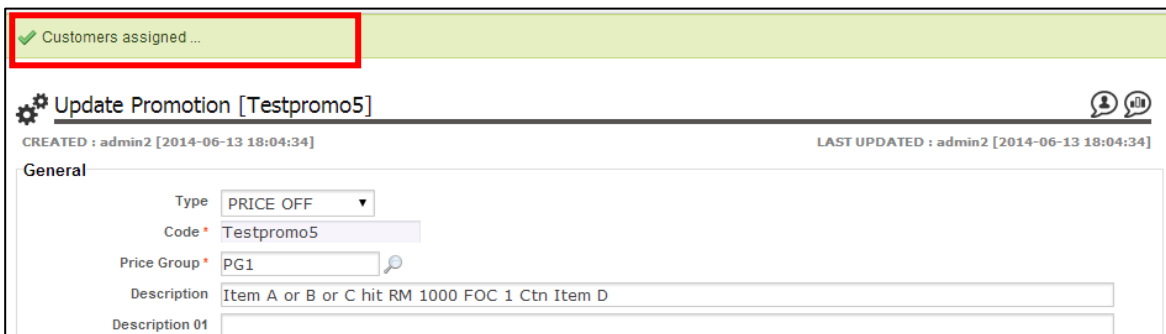 Customers assigned ...
Update Promotion [Testpromo5]
CREATED : admin2 [2014-06-13 18:04:34] LAST UPDATED : admin2 [2014-06-13 18:04:34]
General
Type PRICE OFF
Code * Testpromo5
Price Group * PG1
Description Item A or B or C hit RM 1000 FOC 1 Ctn Item D
Description 01